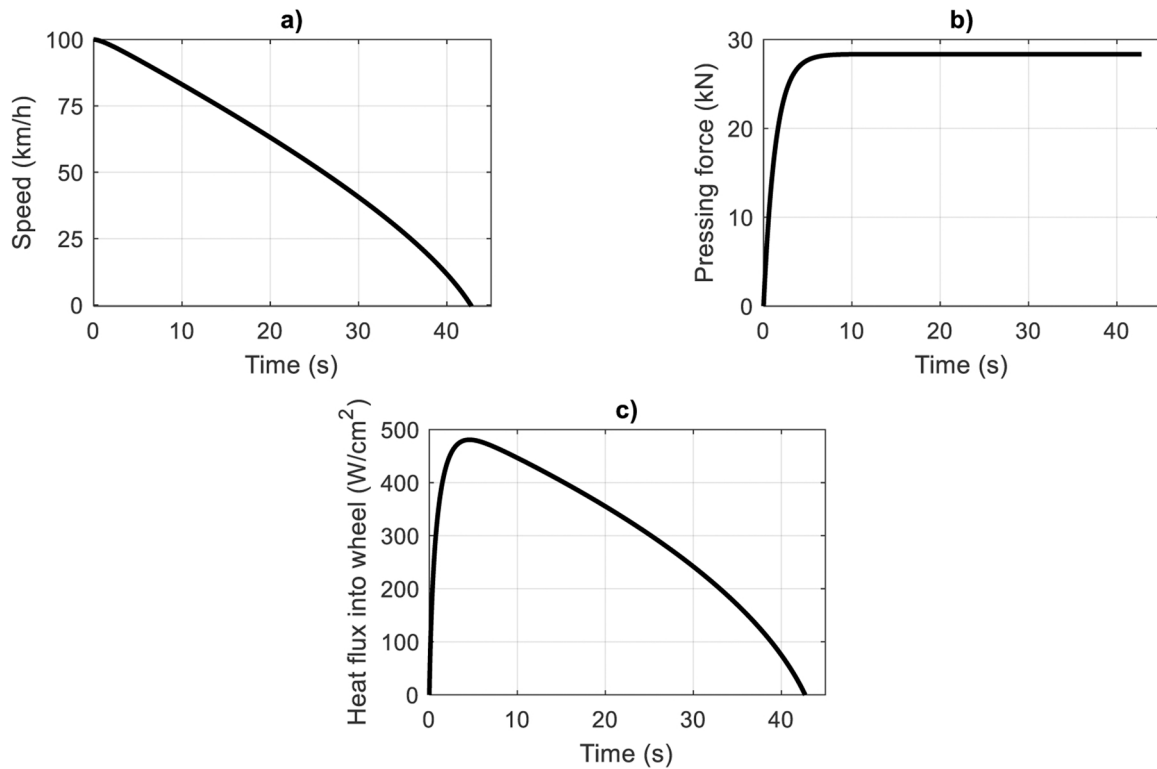 a)
Speed (km/h)
100
75
50
25
0
0 10 20 30 40
Time (s)
b)
Pressing force (kN)
30
20
10
0
0 10 20 30 40
Time (s)
c)
Heat flux into wheel (W/cm²)
500
400
300
200
100
0
0 10 20 30 40
Time (s)